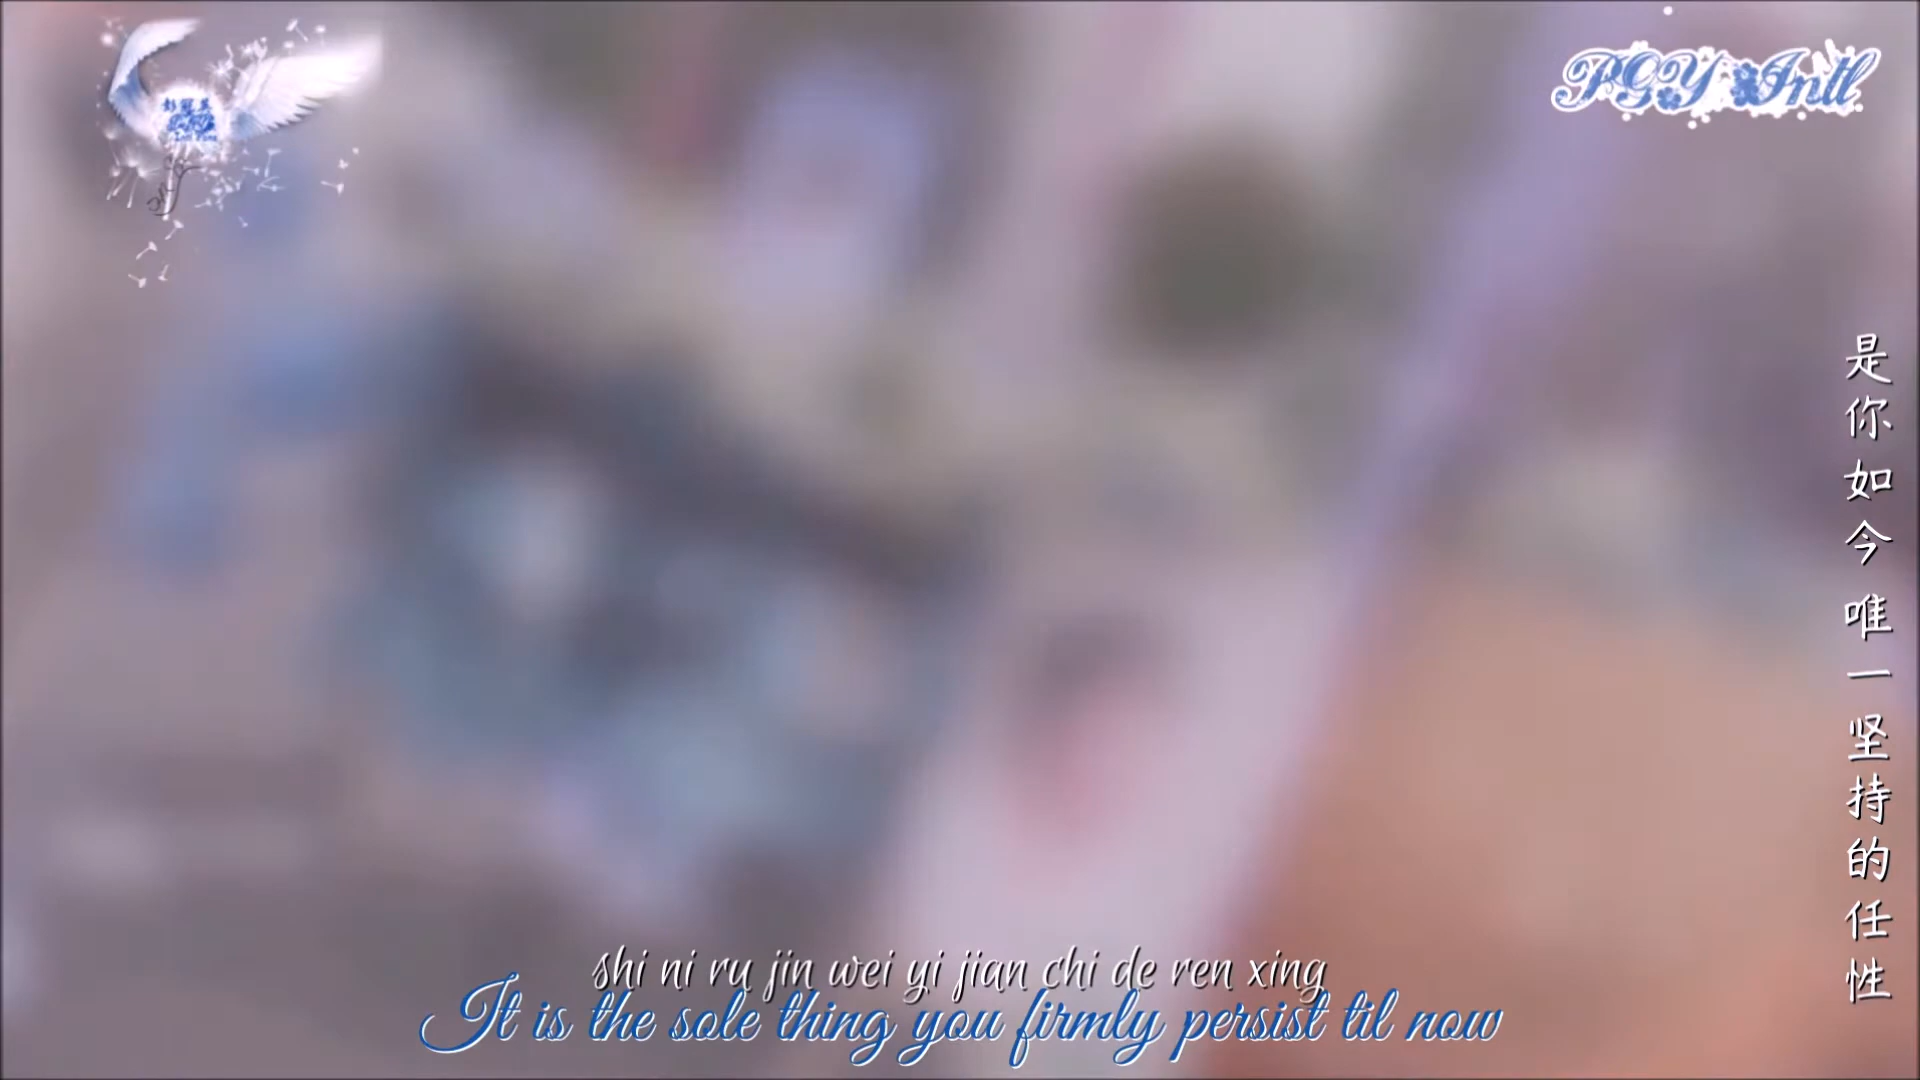 PGY Intl
是你如今 唯一坚持的任性
shi ni ru jin wei yi jian chi de ren xing
It is the sole thing you firmly persist til now